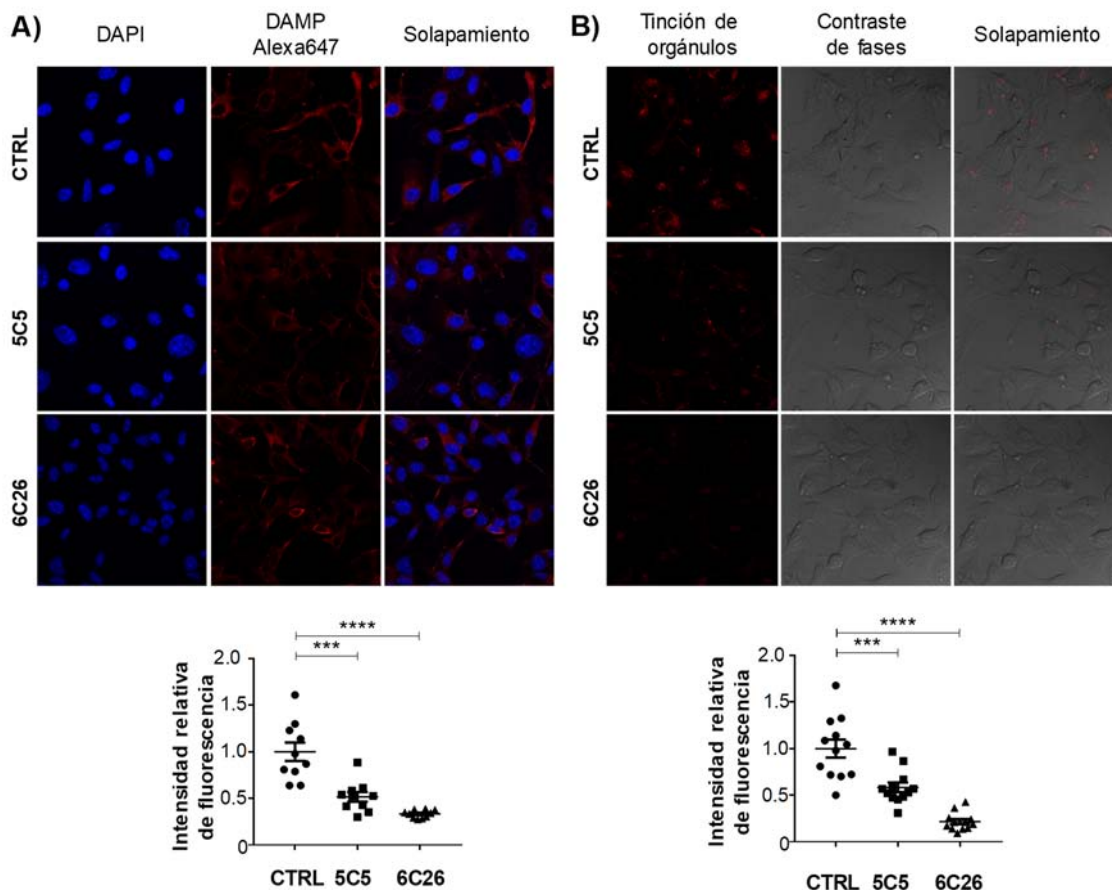 A)
DAPI
DAMP
Alexa647
Solapamiento
CTRL
5C5
6C26
****
***
Intensidad relativa
de fluorescencia
2.0
1.5
1.0
0.5
0
CTRL 5C5 6C26
B)
Tinción de
orgánulos
Contraste
de fases
Solapamiento
CTRL
5C5
6C26
****
***
Intensidad relativa
de fluorescencia
2.0
1.5
1.0
0.5
0
CTRL 5C5 6C26